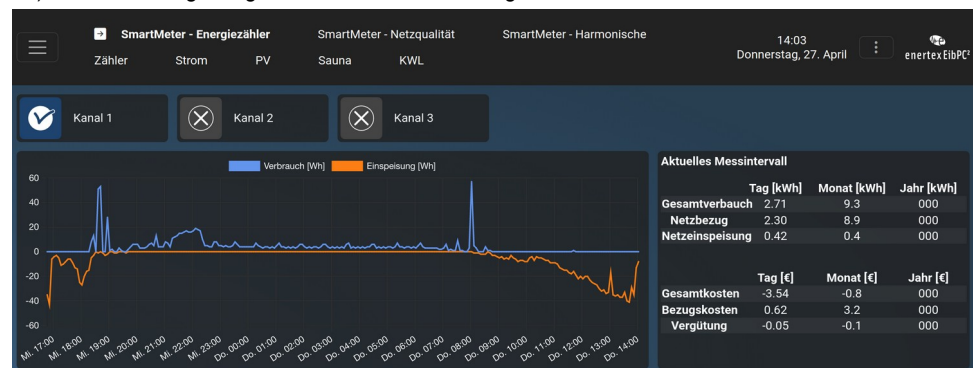 SmartMeter - Energiezähler SmartMeter - Netzqualität SmartMeter - Harmonische
Zähler Strom PV Sauna KWL
14:03
Donnerstag, 27. April
enertex EibPC²
Kanal 1 Kanal 2 Kanal 3
Verbrauch [Wh] Einspeisung [Wh]
60
40
20
0
-20
-40
-60
Mi. 17:00 Mi. 18:00 Mi. 19:00 Mi. 20:00 Mi. 21:00 Mi. 22:00 Mi. 23:00 Do. 00:00 Do. 01:00 Do. 02:00 Do. 03:00 Do. 04:00 Do. 05:00 Do. 06:00 Do. 07:00 Do. 08:00 Do. 09:00 Do. 10:00 Do. 11:00 Do. 12:00 Do. 13:00 Do. 14:00
Aktuelles Messintervall
Tag [kWh] Monat [kWh] Jahr [kWh]
Gesamtverbauch 2.71 9.3 000
Netzbezug 2.30 8.9 000
Netzeinspeisung 0.42 0.4 000
Tag [€] Monat [€] Jahr [€]
Gesamtkosten -3.54 -0.8 000
Bezugskosten 0.62 3.2 000
Vergütung -0.05 -0.1 000